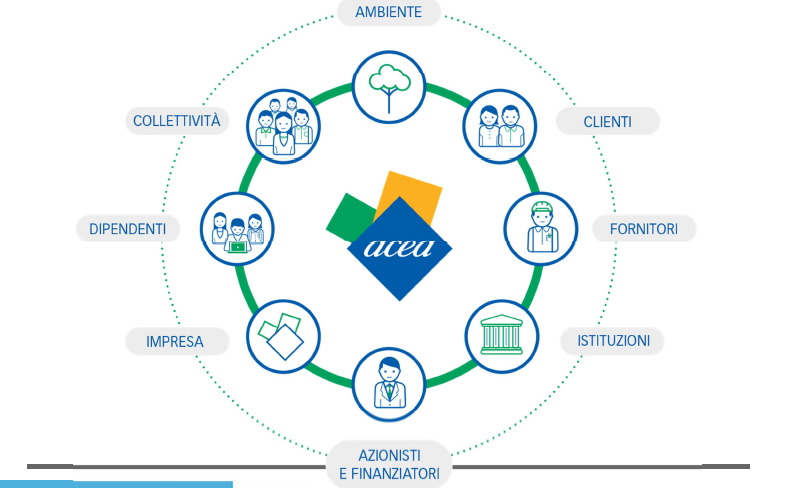 AMBIENTE
COLLETTIVITÀ
CLIENTI
DIPENDENTI
acea
FORNITORI
IMPRESA
ISTITUZIONI
AZIONISTI
E FINANZIATORI